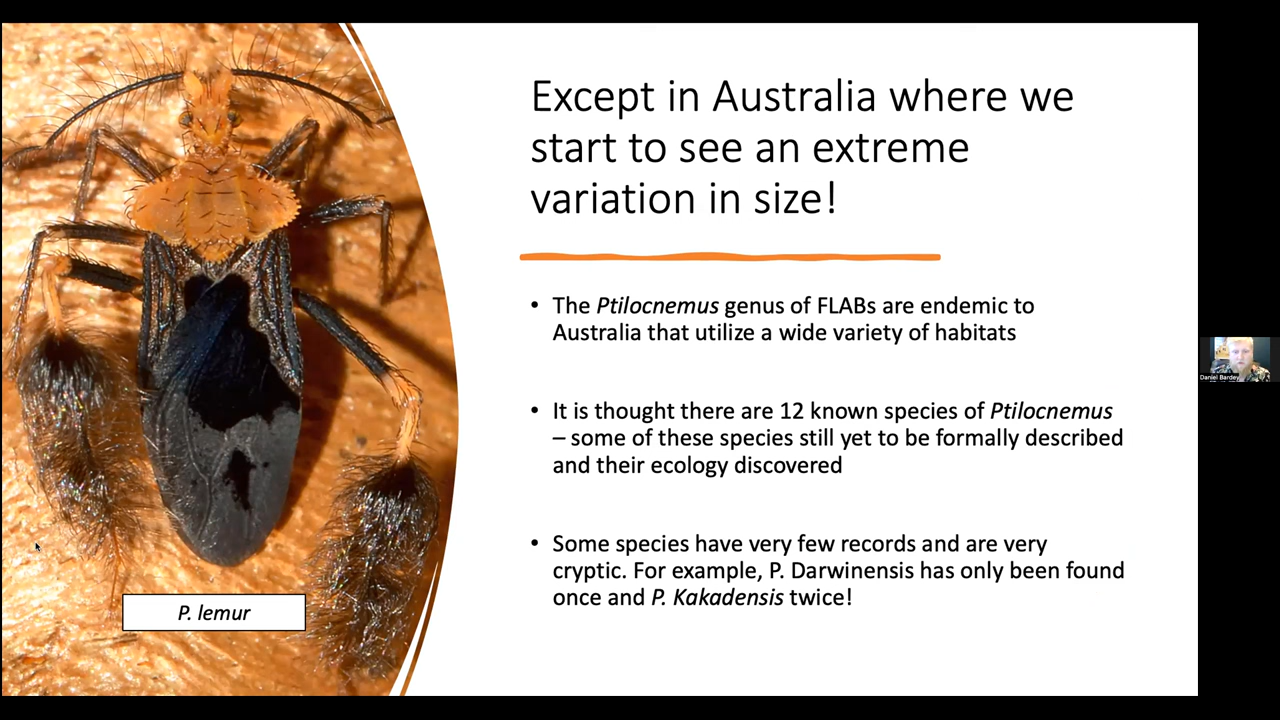 Except in Australia where we
start to see an extreme
variation in size!
• The Ptilocnemus genus of FLABs are endemic to
Australia that utilize a wide variety of habitats
• It is thought there are 12 known species of Ptilocnemus
– some of these species still yet to be formally described
and their ecology discovered
• Some species have very few records and are very
cryptic. For example, P. Darwinensis has only been found
once and P. Kakadensis twice!
P. lemur
Daniel Bardey